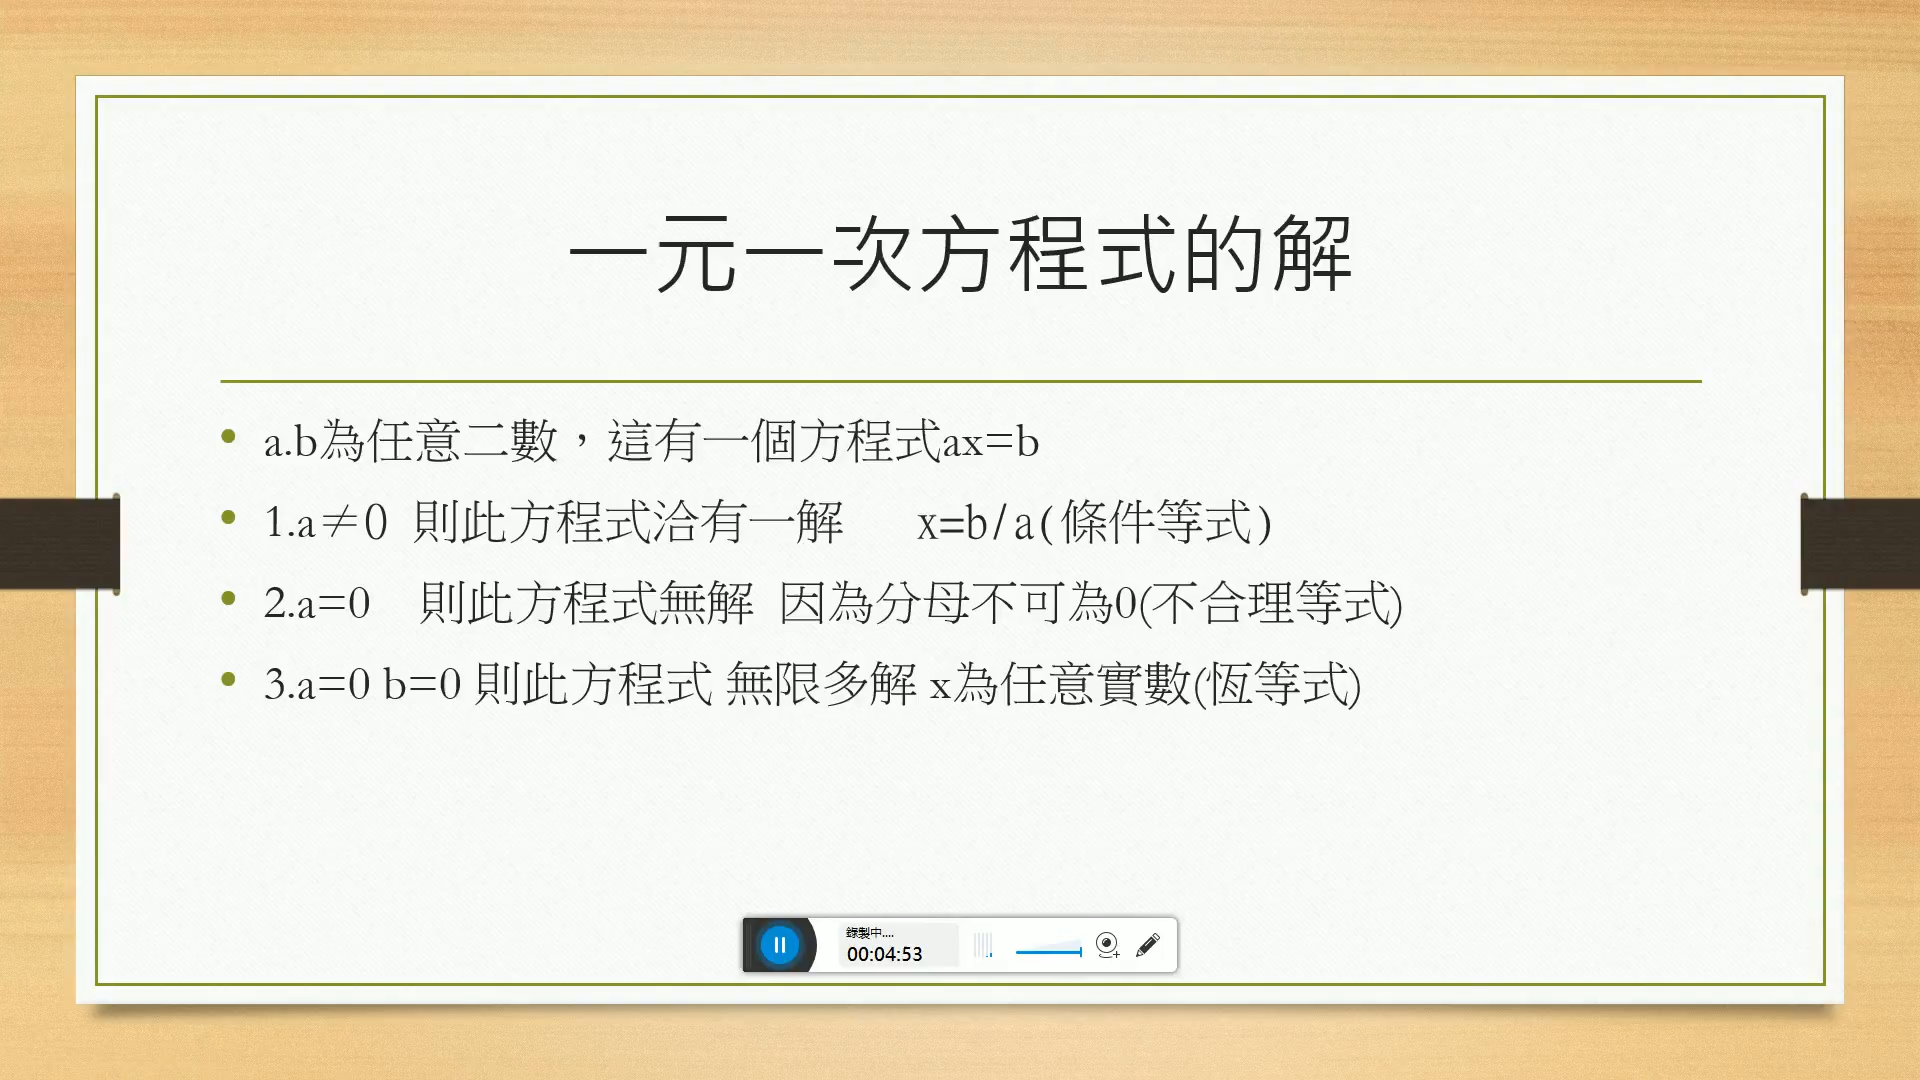 一元一次方程式的解
a.b為任意二數，這有一個方程式ax=b
1.a≠0 則此方程式洽有一解 x=b/a(條件等式)
2.a=0 則此方程式無解 因為分母不可為0(不合理等式)
3.a=0 b=0 則此方程式 無限多解 x為任意實數(恆等式)
錄製中....
00:04:53